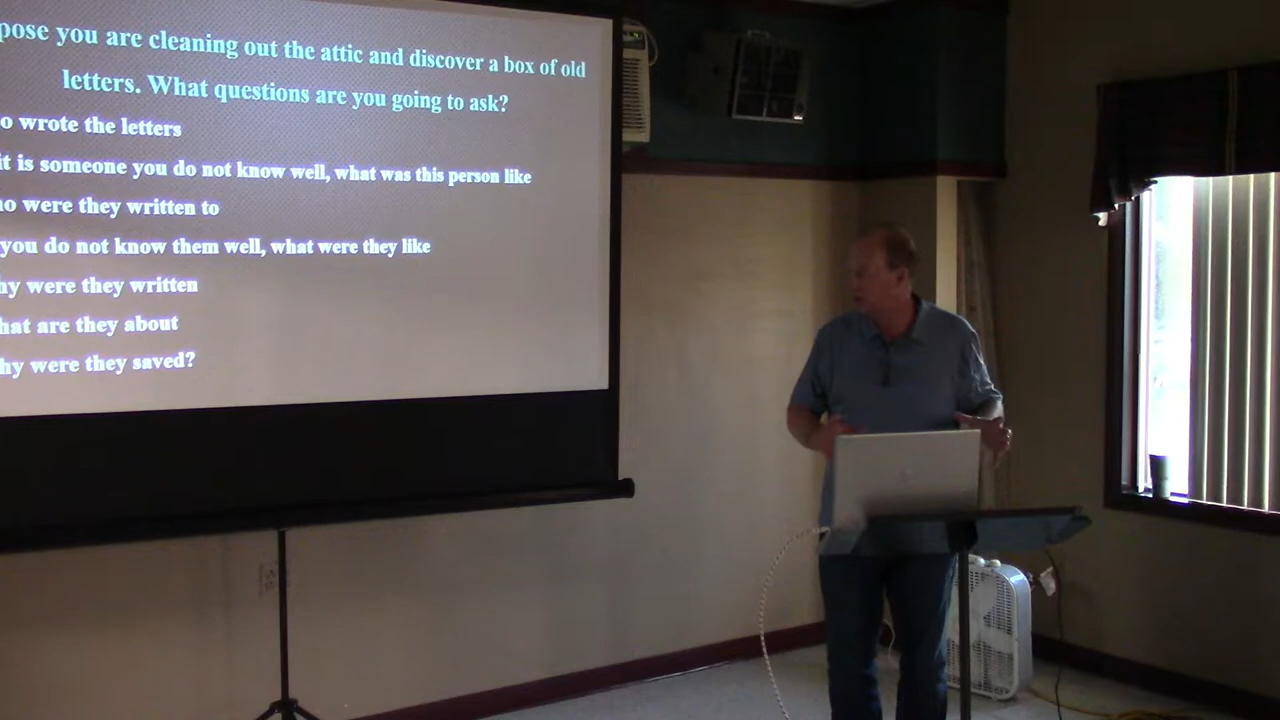 pose you are cleaning out the attic and discover a box of old
letters. What questions are you going to ask?
o wrote the letters
it is someone you do not know well, what was this person like
ho were they written to
you do not know them well, what were they like
hy were they written
hat are they about
hy were they saved?